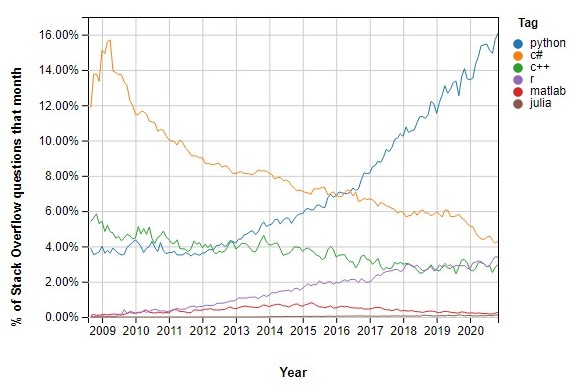 % of Stack Overflow questions that month
16.00%
14.00%
12.00%
10.00%
8.00%
6.00%
4.00%
2.00%
0.00%
2009 2010 2011 2012 2013 2014 2015 2016 2017 2018 2019 2020
Year
Tag
python
c#
c++
r
matlab
julia